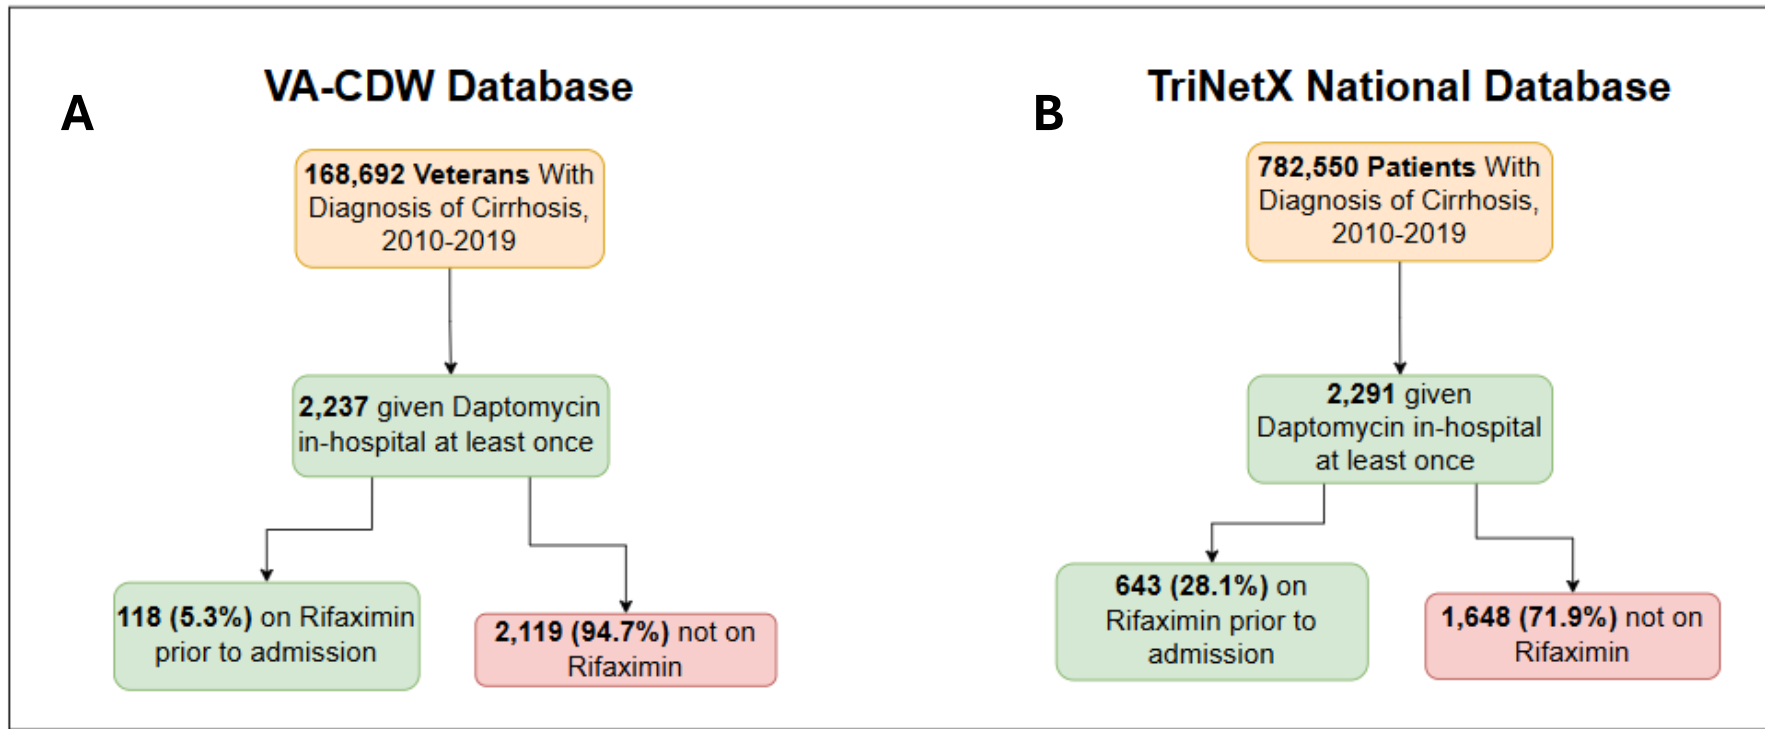 VA-CDW Database
A
168,692 Veterans With
Diagnosis of Cirrhosis,
2010-2019
2,237 given Daptomycin
in-hospital at least once
118 (5.3%) on Rifaximin
prior to admission
2,119 (94.7%) not on
Rifaximin
TriNetX National Database
B
782,550 Patients With
Diagnosis of Cirrhosis,
2010-2019
2,291 given
Daptomycin in-hospital
at least once
643 (28.1%) on
Rifaximin prior to
admission
1,648 (71.9%) not on
Rifaximin